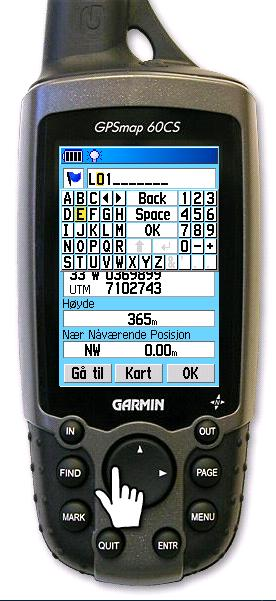 GPSmap 60CS
L01_______
A B C Back 1 2 3
D E F G H Space 4 5 6
I J K L M OK 7 8 9
N O P Q R 0 - +
S T U V W X Y Z &
33 W 0369899
UTM 7102743
Høyde
365m
Nær Nåværende Posisjon
NW 0.00m
Gå til Kart OK
GARMIN
N
IN OUT
FIND PAGE
MARK MENU
QUIT ENTR